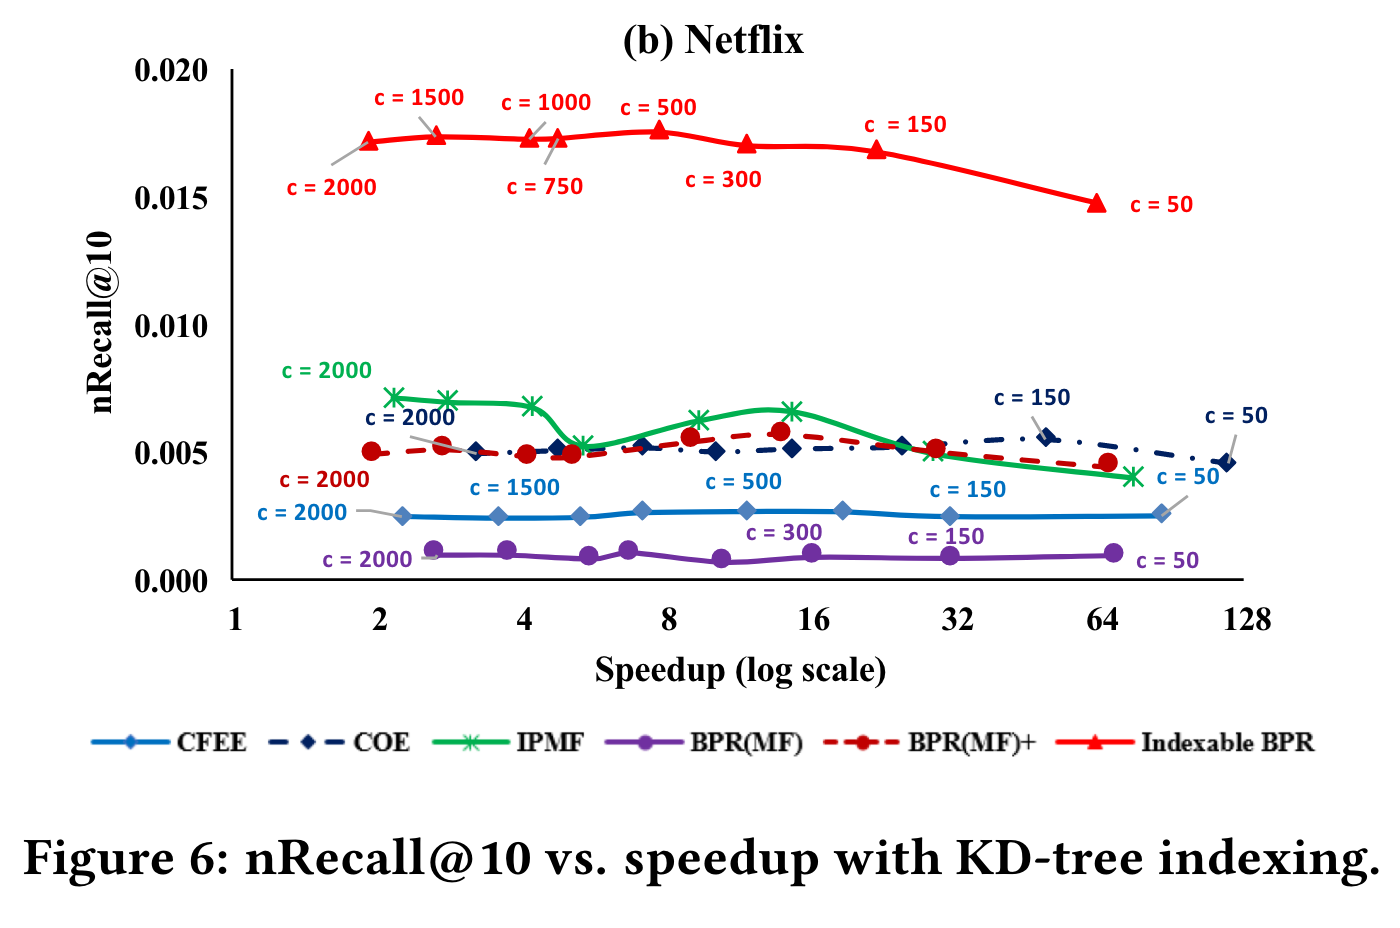 (b) Netflix
0.020
0.015
0.010
0.005
0.000
nRecall@10
c = 1500
c = 1000
c = 500
c = 150
c = 2000
c = 750
c = 300
c = 50
c = 2000
c = 2000
c = 150
c = 50
c = 2000
c = 1500
c = 500
c = 150
c = 50
c = 2000
c = 300
c = 150
c = 2000
c = 50
1 2 4 8 16 32 64 128
Speedup (log scale)
CFEE COE IPMF BPR(MF) BPR(MF)+ Indexable BPR
Figure 6: nRecall@10 vs. speedup with KD-tree indexing.